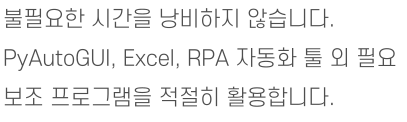 불필요한 시간을 낭비하지 않습니다.
PyAutoGUI, Excel, RPA 자동화 툴 외 필요
보조 프로그램을 적절히 활용합니다.